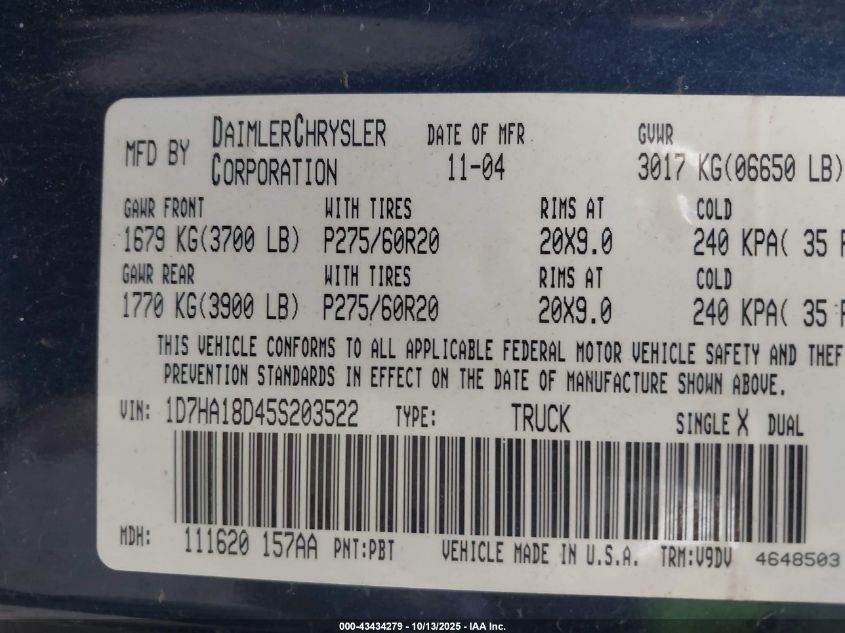 MFD BY DAIMLERCHRYSLER CORPORATION DATE OF MFR 11-04 GVWR 3017 KG(06650 LB)
GAWR FRONT WITH TIRES RIMS AT COLD
1679 KG(3700 LB) P275/60R20 20X9.0 240 KPA( 35 P
GAWR REAR WITH TIRES RIMS AT COLD
1770 KG(3900 LB) P275/60R20 20X9.0 240 KPA( 35 P
THIS VEHICLE CONFORMS TO ALL APPLICABLE FEDERAL MOTOR VEHICLE SAFETY AND THEF
PREVENTION STANDARDS IN EFFECT ON THE DATE OF MANUFACTURE SHOWN ABOVE.
VIN: 1D7HA18D45S203522 TYPE: TRUCK SINGLE X DUAL
MDH: 111620 157AA PNT:PBT VEHICLE MADE IN U.S.A. TRM:V9DV 4648503
000-43434279 - 10/13/2025 - IAA Inc.